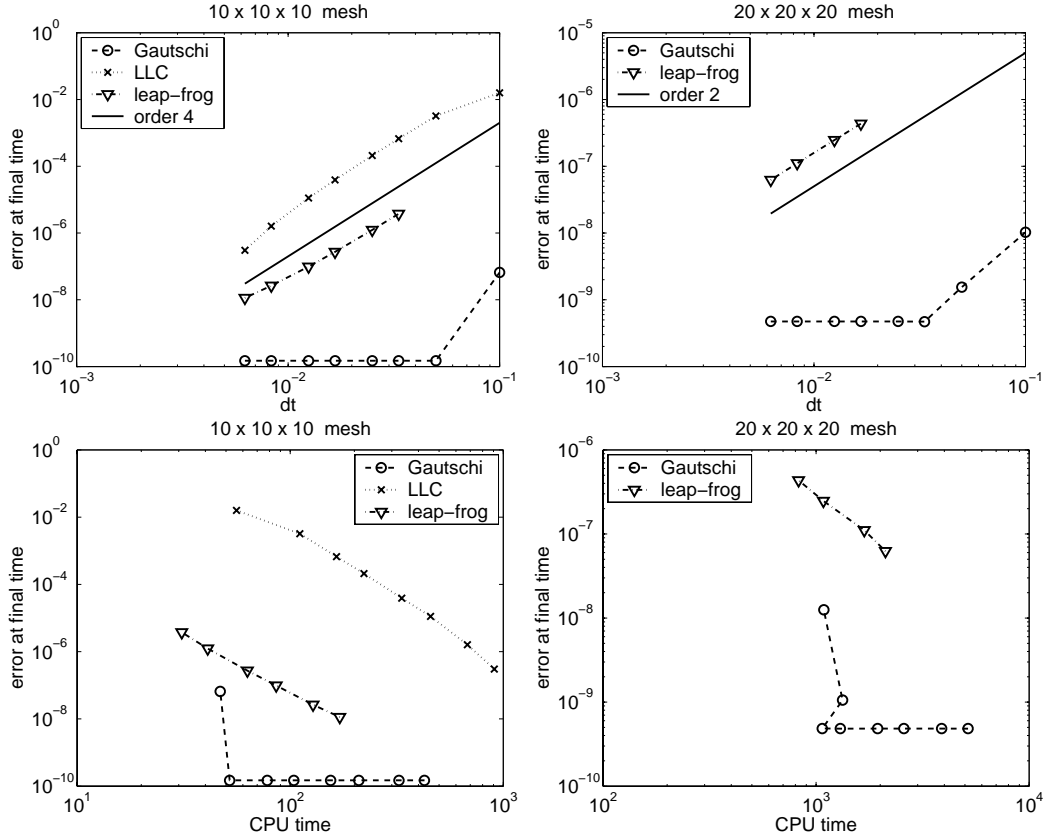 10 x 10 x 10 mesh
10^0
10^−2
10^−4
10^−6
10^−8
10^−10
error at final time
Gautschi
LLC
leap−frog
order 4
10^−3
10^−2
10^−1
dt
20 x 20 x 20 mesh
10^−5
10^−6
10^−7
10^−8
10^−9
10^−10
error at final time
Gautschi
leap−frog
order 2
10^−3
10^−2
10^−1
dt
10 x 10 x 10 mesh
10^0
10^−2
10^−4
10^−6
10^−8
10^−10
error at final time
Gautschi
LLC
leap−frog
10^1
10^2
10^3
CPU time
20 x 20 x 20 mesh
10^−6
10^−7
10^−8
10^−9
10^−10
error at final time
Gautschi
leap−frog
10^2
10^3
10^4
CPU time